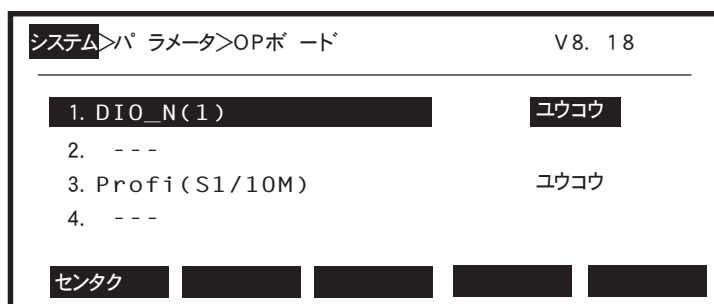 システム>パラメータ>OPボード V8.18
1. DIO_N(1) ユウコウ
2. ---
3. Profi(S1/10M) ユウコウ
4. ---
センタク